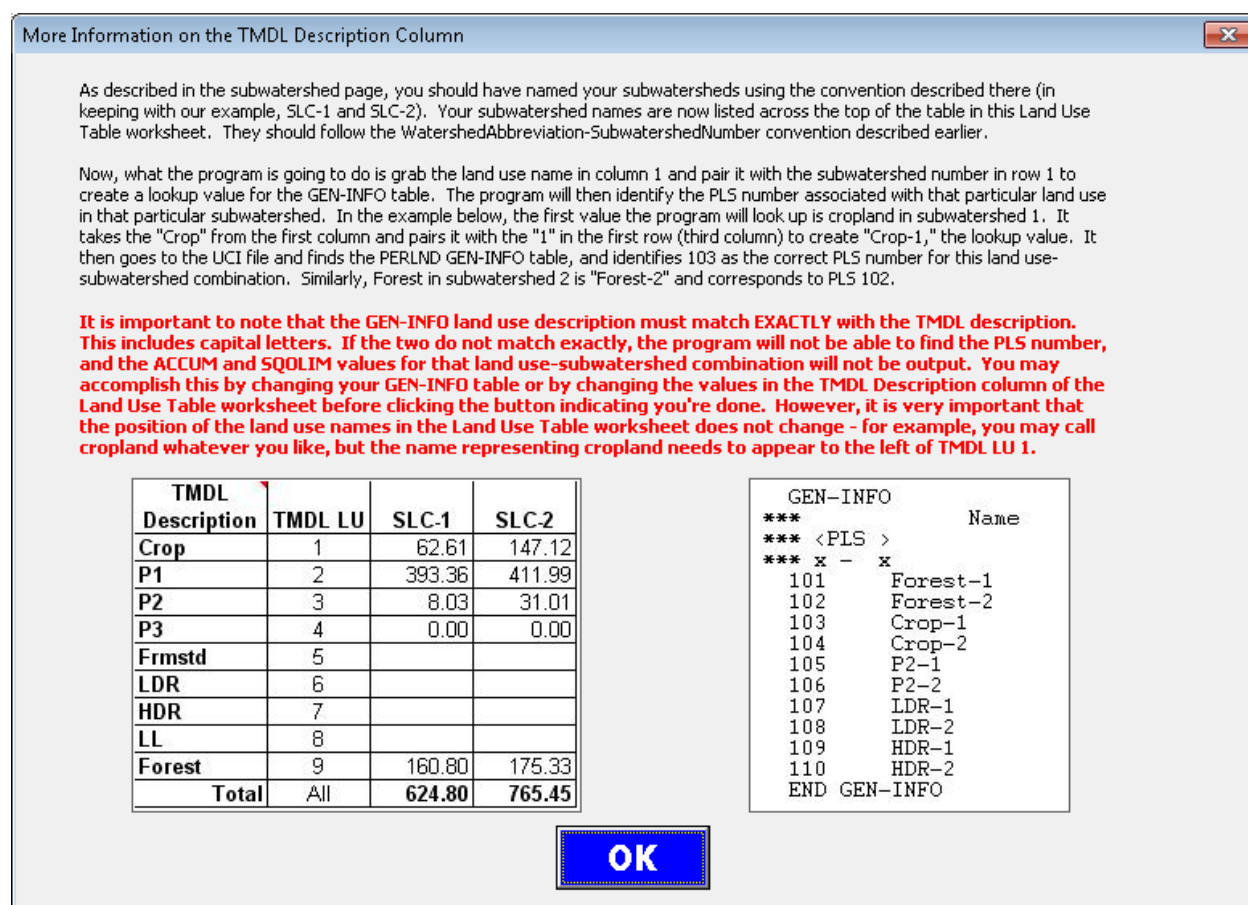 More Information on the TMDL Description Column
As described in the subwatershed page, you should have named your subwatersheds using the convention described there (in
keeping with our example, SLC-1 and SLC-2).  Your subwatershed names are now listed across the top of the table in this Land Use
Table worksheet.  They should follow the WatershedAbbreviation-SubwatershedNumber convention described earlier.
Now, what the program is going to do is grab the land use name in column 1 and pair it with the subwatershed number in row 1 to
create a lookup value for the GEN-INFO table.  The program will then identify the PLS number associated with that particular land use
in that particular subwatershed.  In the example below, the first value the program will look up is cropland in subwatershed 1.  It
takes the "Crop" from the first column and pairs it with the "1" in the first row (third column) to create "Crop-1," the lookup value.  It
then goes to the UCI file and finds the PERLND GEN-INFO table, and identifies 103 as the correct PLS number for this land use-
subwatershed combination.  Similarly, Forest in subwatershed 2 is "Forest-2" and corresponds to PLS 102.
It is important to note that the GEN-INFO land use description must match EXACTLY with the TMDL description.
This includes capital letters.  If the two do not match exactly, the program will not be able to find the PLS number,
and the ACCUM and SQOLIM values for that land use-subwatershed combination will not be output.  You may
accomplish this by changing your GEN-INFO table or by changing the values in the TMDL Description column of the
Land Use Table worksheet before clicking the button indicating you're done.  However, it is very important that
the position of the land use names in the Land Use Table worksheet does not change - for example, you may call
cropland whatever you like, but the name representing cropland needs to appear to the left of TMDL LU 1.
TMDL
Description TMDL LU SLC-1 SLC-2
Crop 1 62.61 147.12
P1 2 393.36 411.99
P2 3 8.03 31.01
P3 4 0.00 0.00
Frmstd 5
LDR 6
HDR 7
LL 8
Forest 9 160.80 175.33
Total All 624.80 765.45
GEN-INFO
*** Name
*** <PLS >
*** x - x
101 Forest-1
102 Forest-2
103 Crop-1
104 Crop-2
105 P2-1
106 P2-2
107 LDR-1
108 LDR-2
109 HDR-1
110 HDR-2
END GEN-INFO
OK